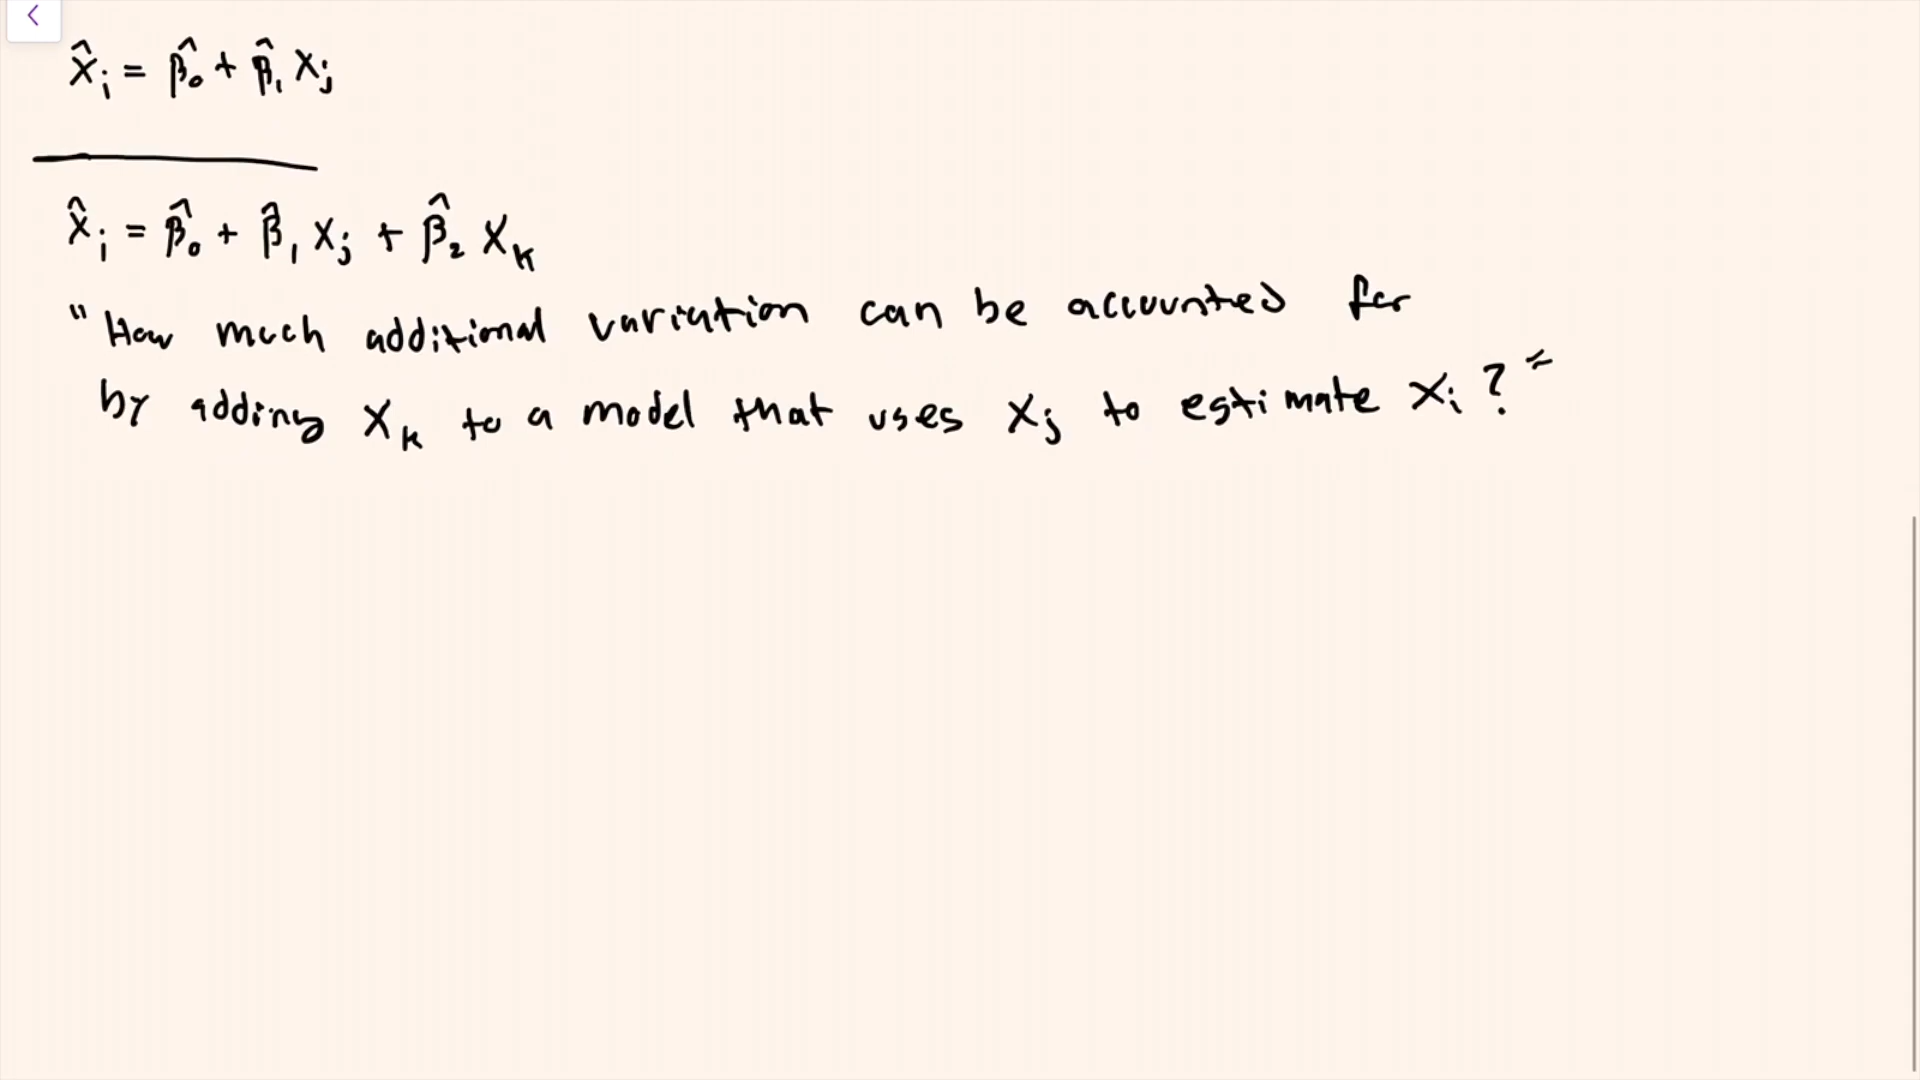 x̂ᵢ = β̂₀ + β̂₁ xⱼ
x̂ᵢ = β̂₀ + β̂₁ xⱼ + β̂₂ xₖ
"How much additional variation can be accounted for
by adding xₖ to a model that uses xⱼ to estimate xᵢ?"